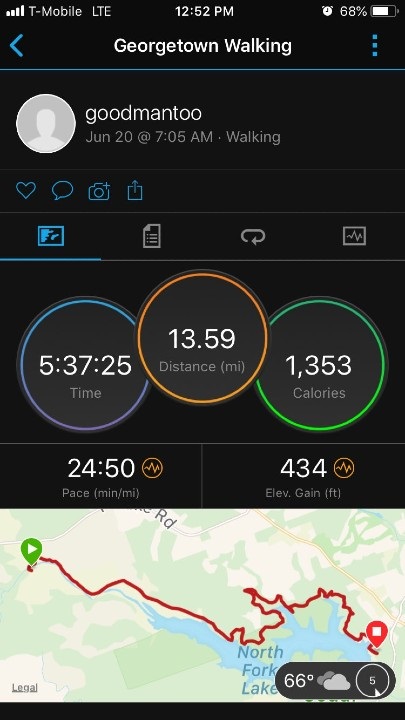 T-Mobile LTE 12:52 PM 68%
Georgetown Walking
goodmantoo
Jun 20 @ 7:05 AM · Walking
5:37:25
Time
13.59
Distance (mi)
1,353
Calories
24:50
Pace (min/mi)
434
Elev. Gain (ft)
Rd
North
Fork
Lake
66°
5
Legal